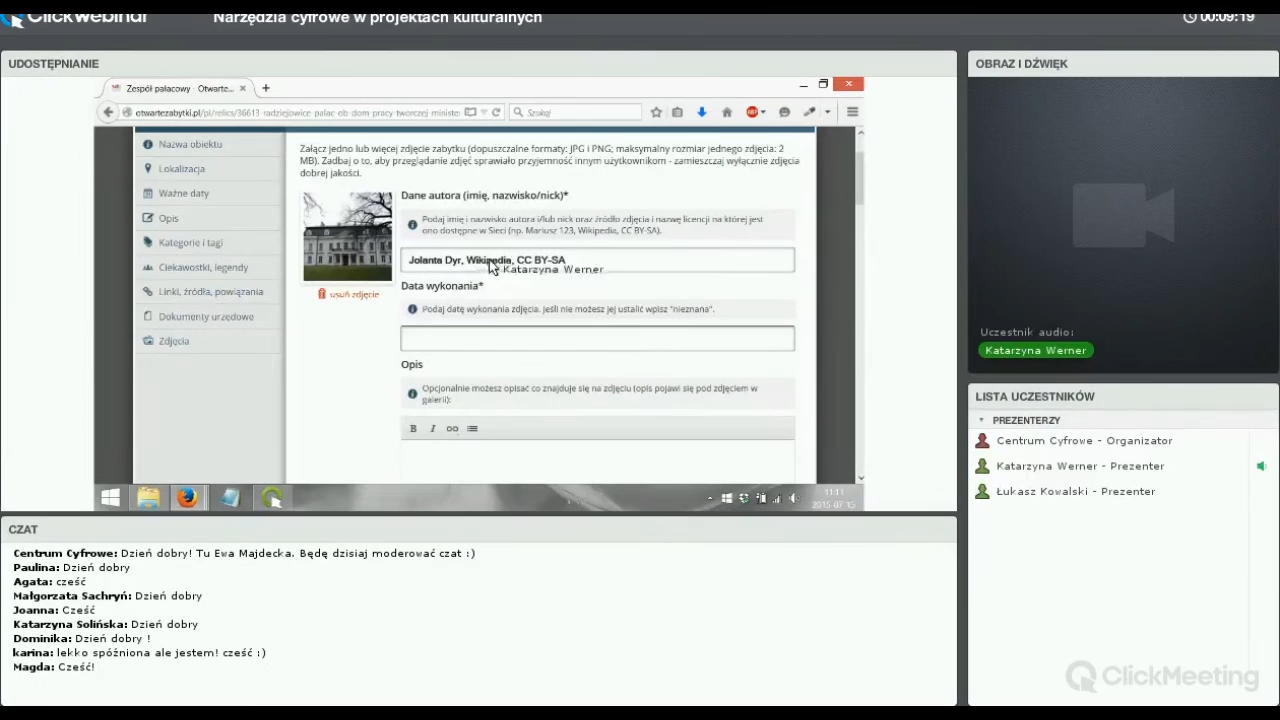 ClickWebinar
Narzędzia cyfrowe w projektach kulturalnych
00:09:19
UDOSTĘPNIANIE
Zespół pałacowy - Otwarte...
otwartezabytki.pl/pl/relics/36613-radziejowice-palac-ob-dom-pracy-tworczej-ministe
Szukaj
Nazwa obiektu
Lokalizacja
Ważne daty
Opis
Kategorie i tagi
Ciekawostki, legendy
Linki, źródła, powiązania
Dokumenty urzędowe
Zdjęcia
Załącz jedno lub więcej zdjęcie zabytku (dopuszczalne formaty: JPG i PNG; maksymalny rozmiar jednego zdjęcia: 2
MB). Zadbaj o to, aby przeglądanie zdjęć sprawiało przyjemność innym użytkownikom - zamieszczaj wyłącznie zdjęcia
dobrej jakości.
usuń zdjęcie
Dane autora (imię, nazwisko/nick)*
Podaj imię i nazwisko autora i/lub nick oraz źródło zdjęcia i nazwę licencji na której jest
ono dostępne w Sieci (np. Mariusz 123, Wikipedia, CC BY-SA).
Jolanta Dyr, Wikipedia, CC BY-SA
Katarzyna Werner
Data wykonania*
Podaj datę wykonania zdjęcia. Jeśli nie możesz jej ustalić wpisz "nieznana".
Opis
Opcjonalnie możesz opisać co znajduje się na zdjęciu (opis pojawi się pod zdjęciem w
galerii):
B I
11:11
2015-07-15
OBRAZ I DŹWIĘK
Uczestnik audio:
Katarzyna Werner
LISTA UCZESTNIKÓW
PREZENTERZY
Centrum Cyfrowe - Organizator
Katarzyna Werner - Prezenter
Łukasz Kowalski - Prezenter
CZAT
Centrum Cyfrowe: Dzień dobry! Tu Ewa Majdecka. Będę dzisiaj moderować czat :)
Paulina: Dzień dobry
Agata: cześć
Małgorzata Sachryń: Dzień dobry
Joanna: Cześć
Katarzyna Solińska: Dzień dobry
Dominika: Dzień dobry !
karina: lekko spóźniona ale jestem! cześć :)
Magda: Cześć!
ClickMeeting